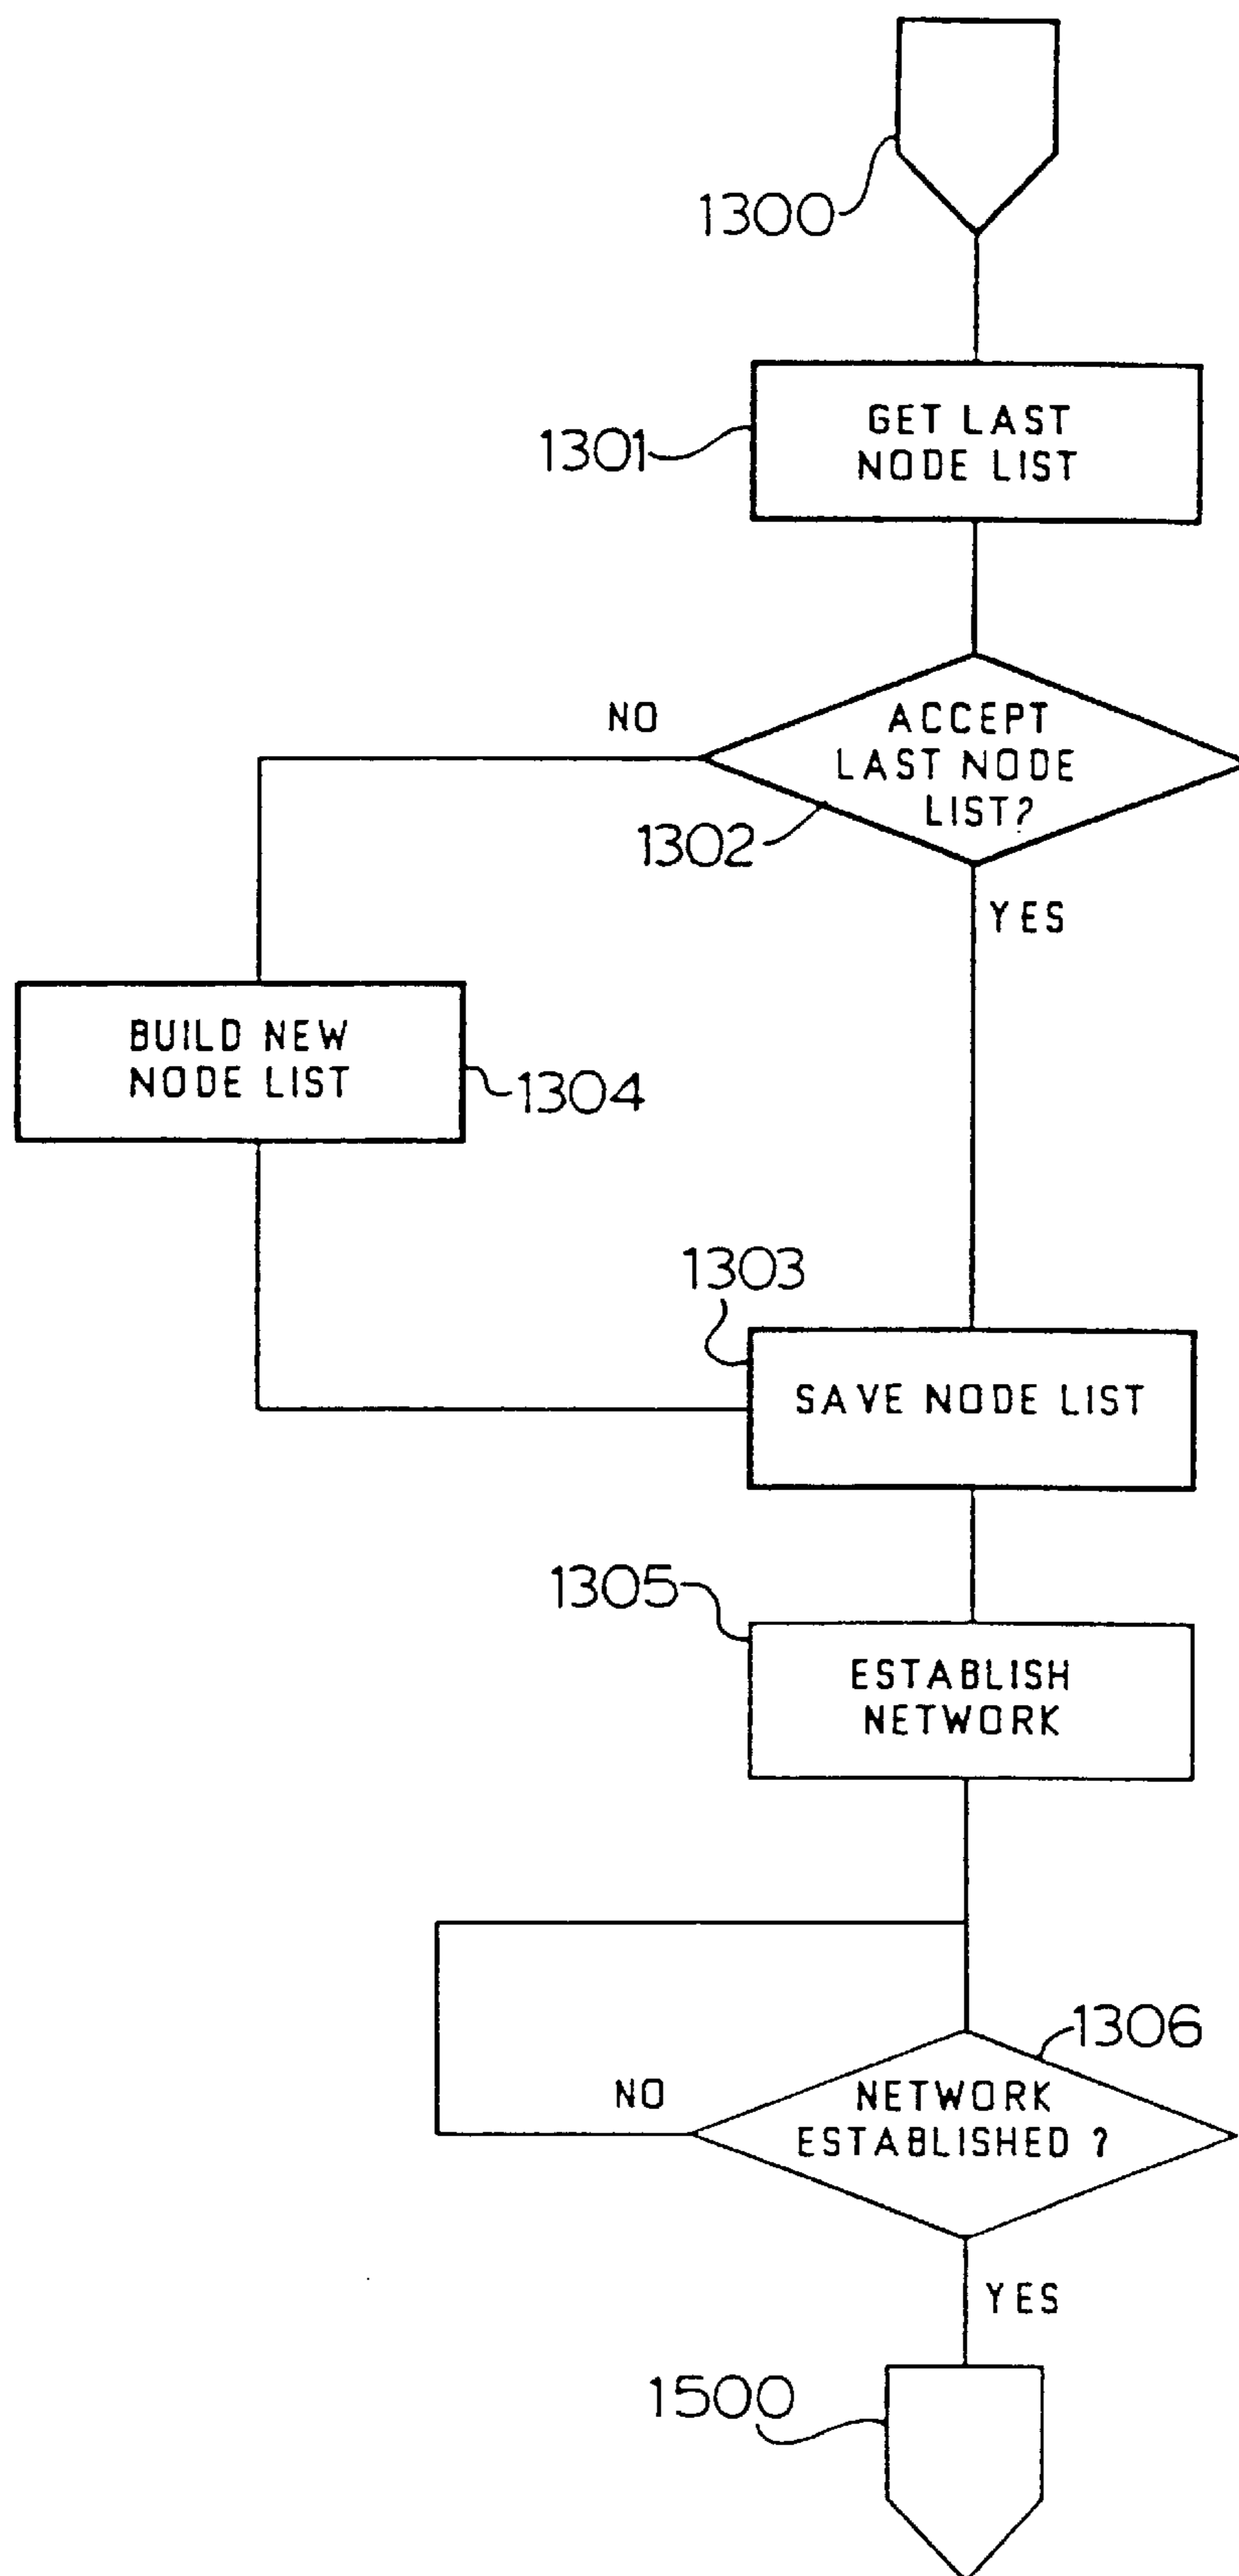 1300
GET LAST
NODE LIST
1301
NO
ACCEPT
LAST NODE
LIST?
1302
YES
BUILD NEW
NODE LIST
1304
1303
SAVE NODE LIST
1305
ESTABLISH
NETWORK
1306
NO
NETWORK
ESTABLISHED ?
YES
1500